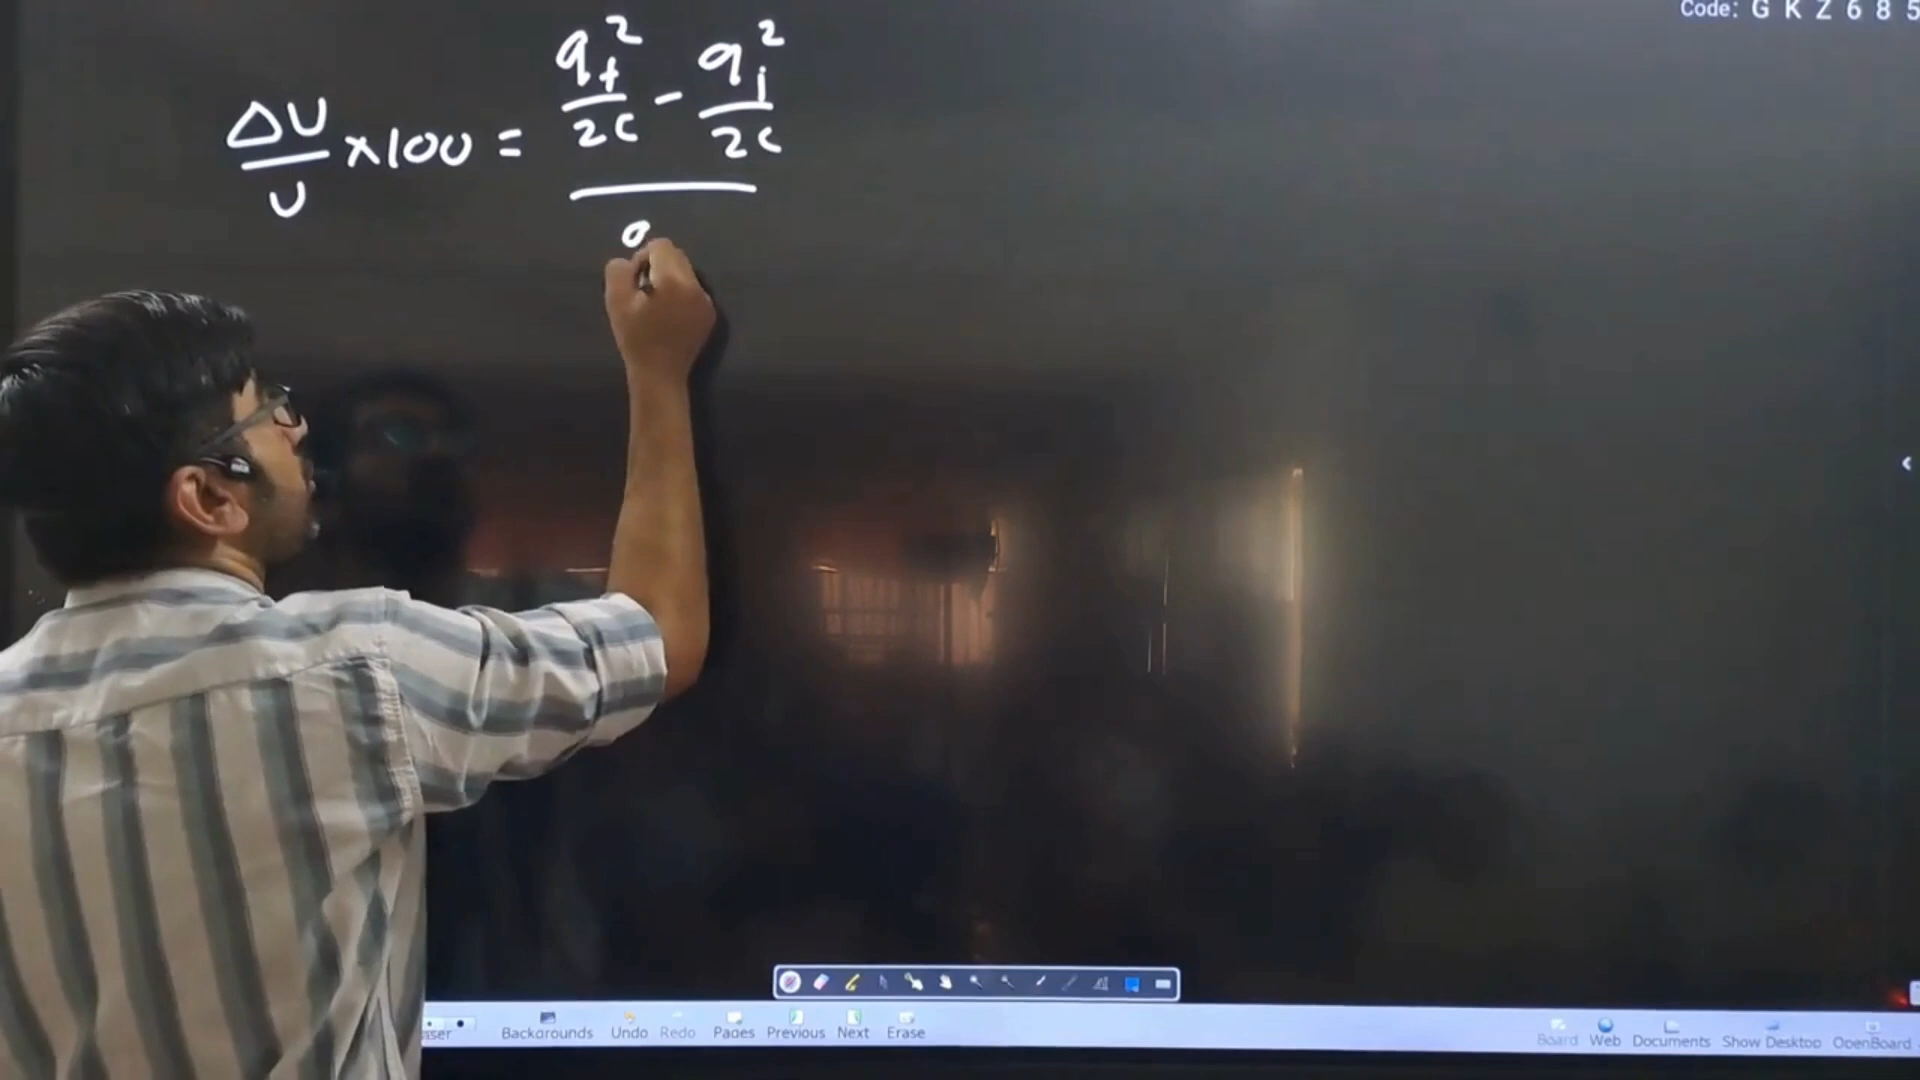 Code: G K Z 6 8 5
ΔU/U ×100 = (q_f²/2C - q_i²/2C)/q
Backgrounds Undo Redo Pages Previous Next Erase
Board Web Documents Show Desktop OpenBoard